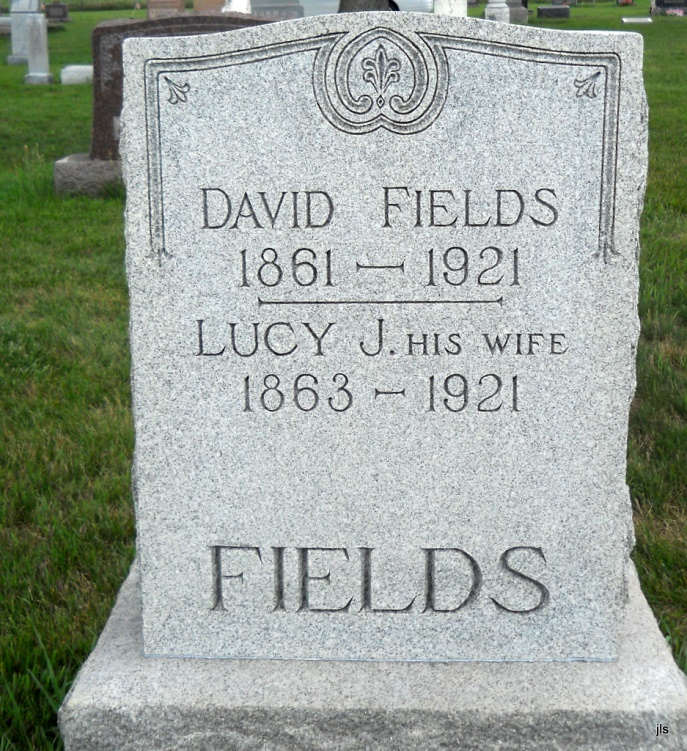 DAVID FIELDS
1861 — 1921
LUCY J. HIS WIFE
1863 — 1921
FIELDS
jls